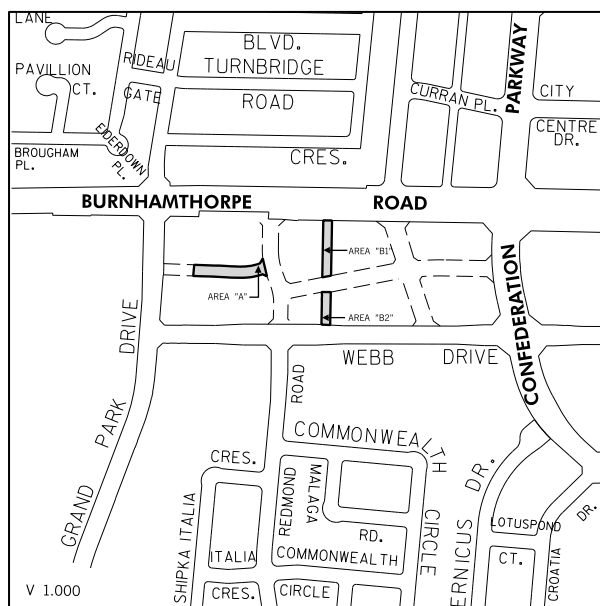 LANE
RIDEAU
BLVD.
TURNBRIDGE
PAVILLION
CT.
GATE
ROAD
CURRAN PL.
PARKWAY
CITY
CENTRE
DR.
EIDERDOWN
PL.
BROUGHAM
PL.
CRES.
BURNHAMTHORPE ROAD
AREA "B1"
AREA "A"
AREA "B2"
CONFEDERATION
GRAND PARK DRIVE
WEBB DRIVE
ROAD
COMMONWEALTH
CIRCLE
CRES.
REDMOND
MALAGA
RD.
SHIPKA ITALIA
ITALIA
COMMONWEALTH
CRES.
CIRCLE
ERNICUS
DR.
LOTUSPOND
CT.
CROATIA
DR.
V 1.000